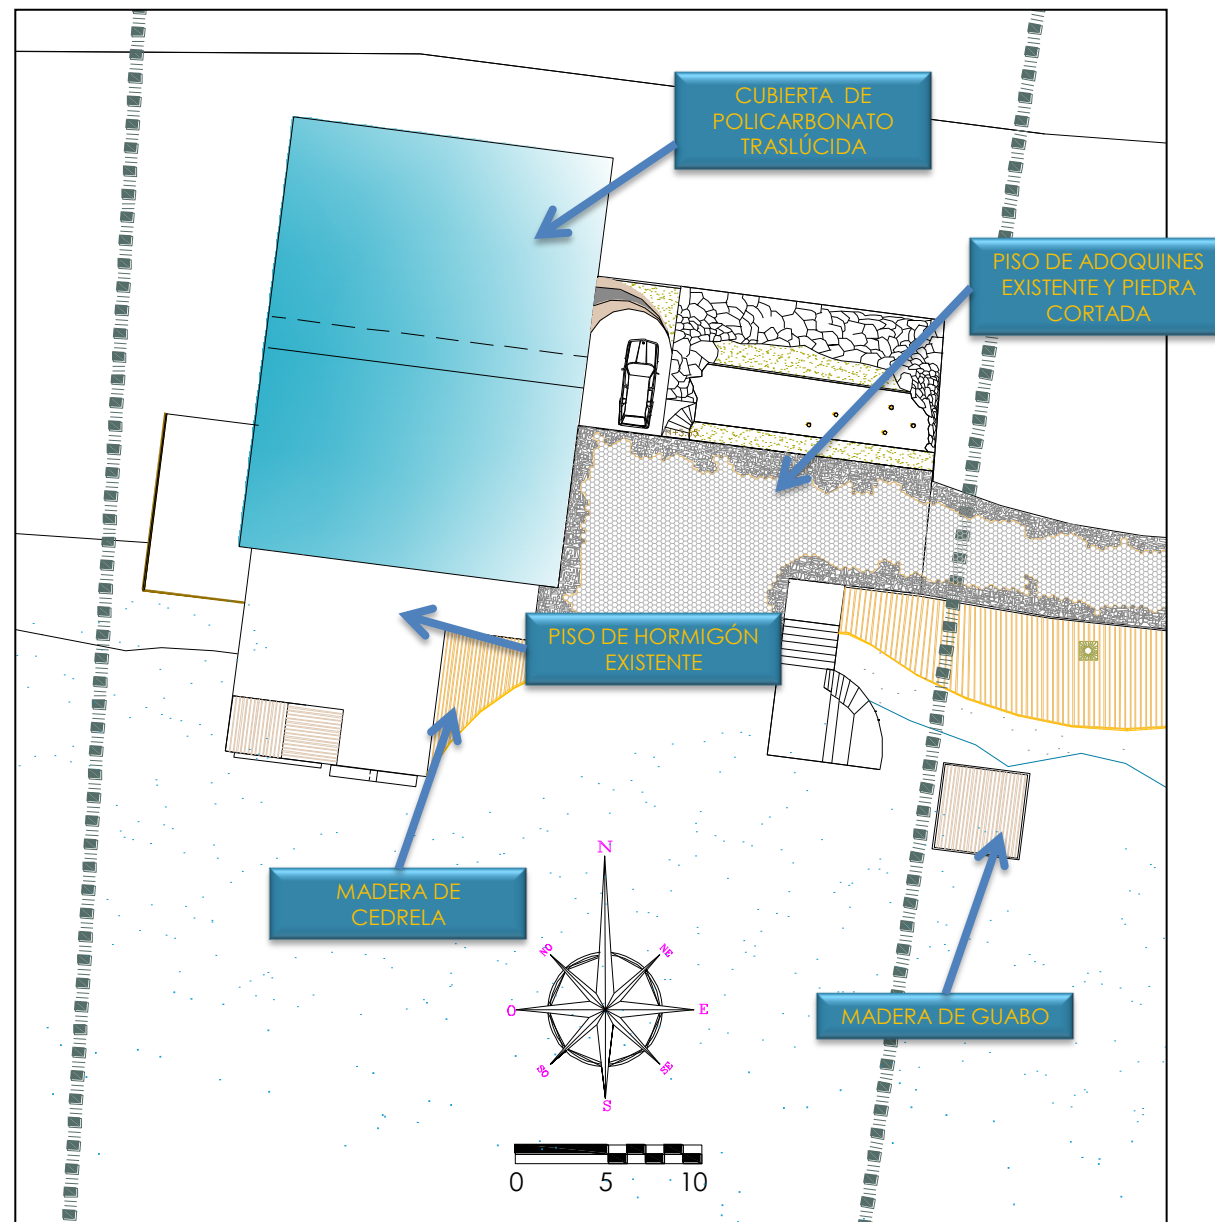 CUBIERTA DE
POLICARBONATO
TRASLÚCIDA
PISO DE ADOQUINES
EXISTENTE Y PIEDRA
CORTADA
PISO DE HORMIGÓN
EXISTENTE
MADERA DE
CEDRELA
MADERA DE GUABO
N
NO
NE
O
E
SO
SE
S
0 5 10